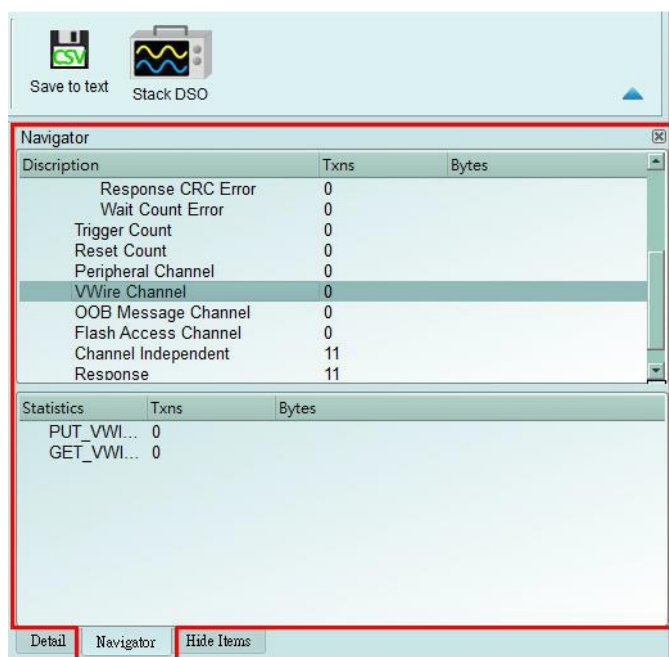 CSV
Save to text
Stack DSO
Navigator
Discription Txns Bytes
Response CRC Error 0
Wait Count Error 0
Trigger Count 0
Reset Count 0
Peripheral Channel 0
VWire Channel 0
OOB Message Channel 0
Flash Access Channel 0
Channel Independent 11
Response 11
Statistics Txns Bytes
PUT_VWI... 0
GET_VWI... 0
Detail Navigator Hide Items